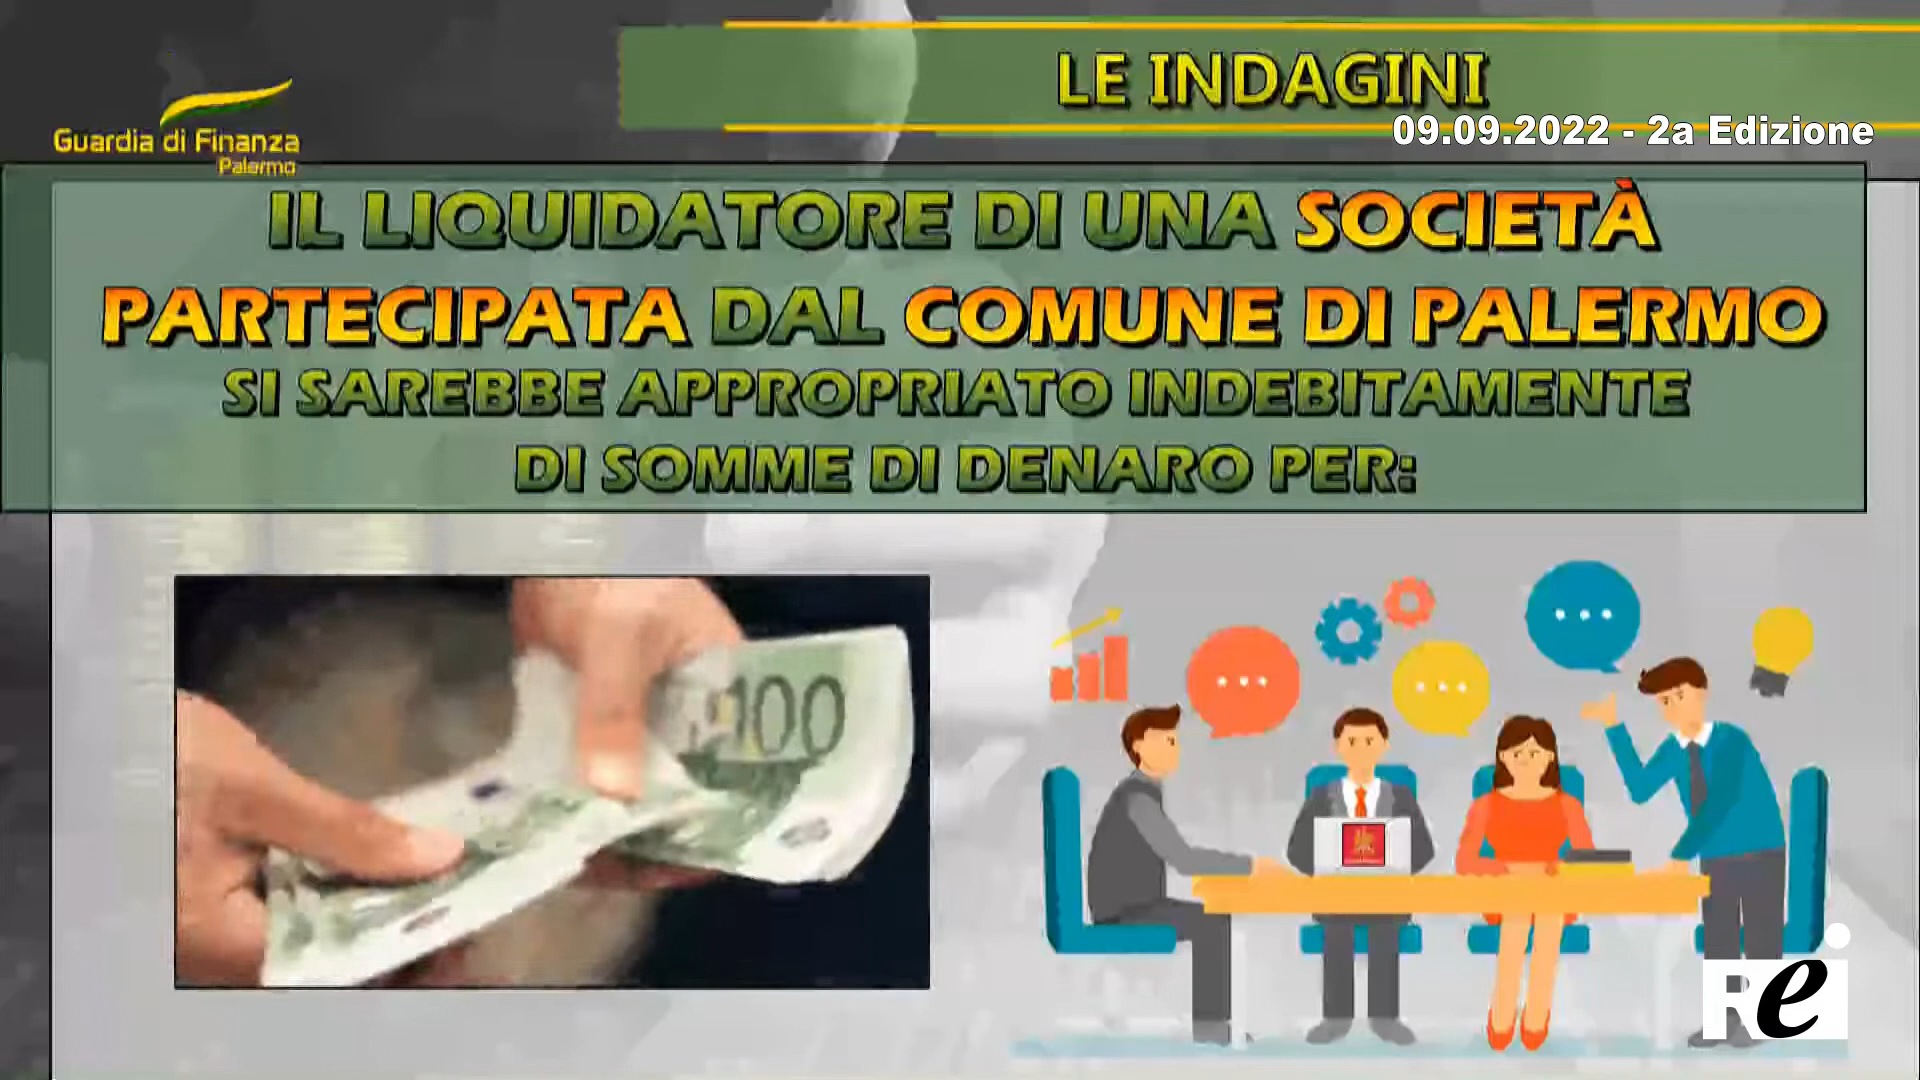 LE INDAGINI
09.09.2022 - 2a Edizione
Guardia di Finanza
Palermo
IL LIQUIDATORE DI UNA SOCIETÀ
PARTECIPATA DAL COMUNE DI PALERMO
SI SAREBBE APPROPRIATO INDEBITAMENTE
DI SOMME DI DENARO PER:
100
Re